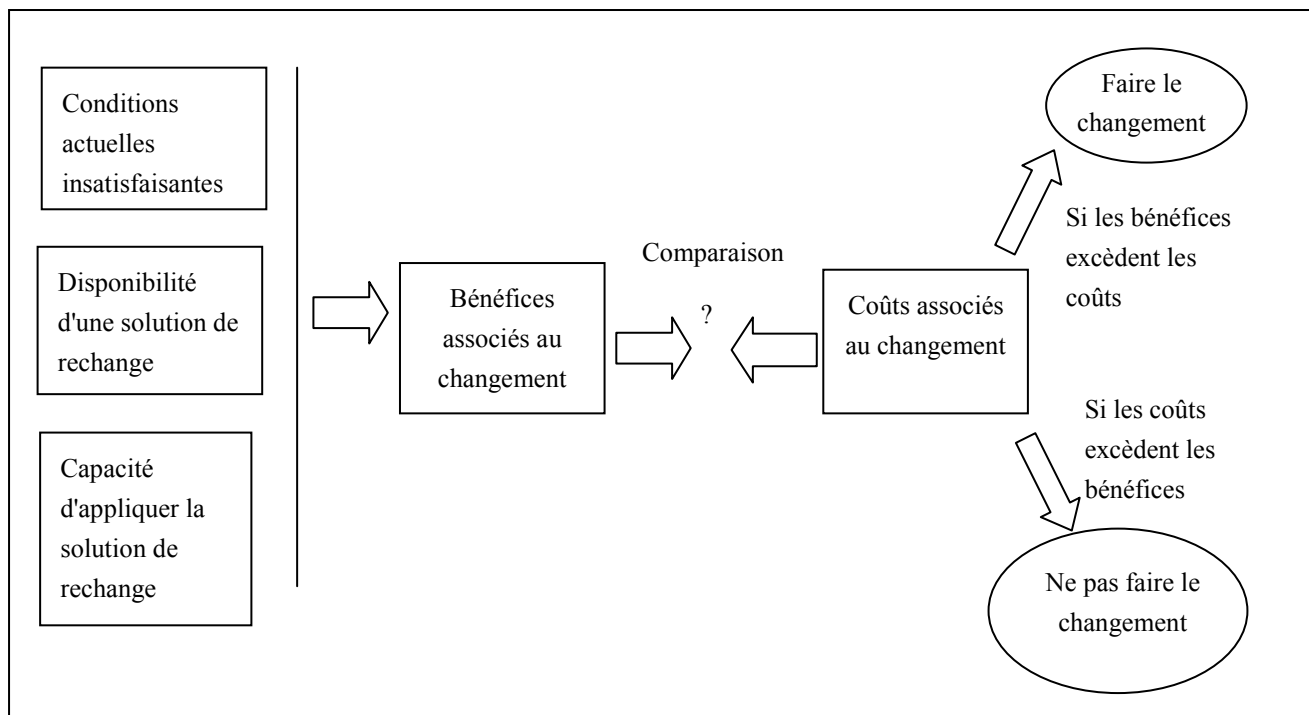 Conditions
actuelles
insatisfaisantes
Disponibilité
d'une solution de
rechange
Capacité
d'appliquer la
solution de
rechange
Bénéfices
associés au
changement
Comparaison
?
Coûts associés
au changement
Faire le
changement
Si les bénéfices
excèdent les
coûts
Si les coûts
excèdent les
bénéfices
Ne pas faire le
changement